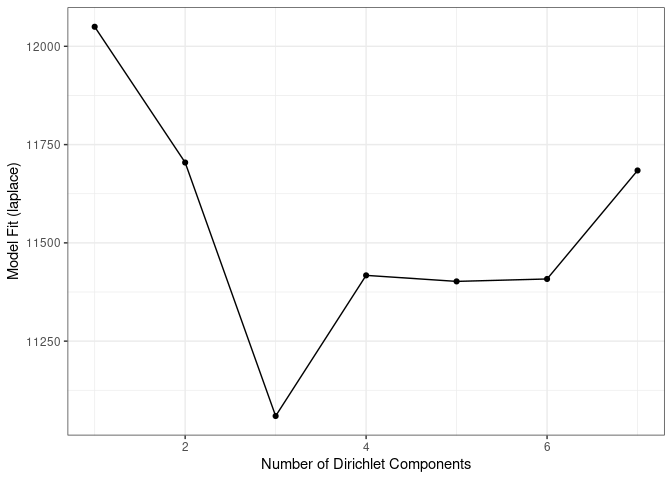 12000
11750
11500
11250
Model Fit (laplace)
2 4 6
Number of Dirichlet Components